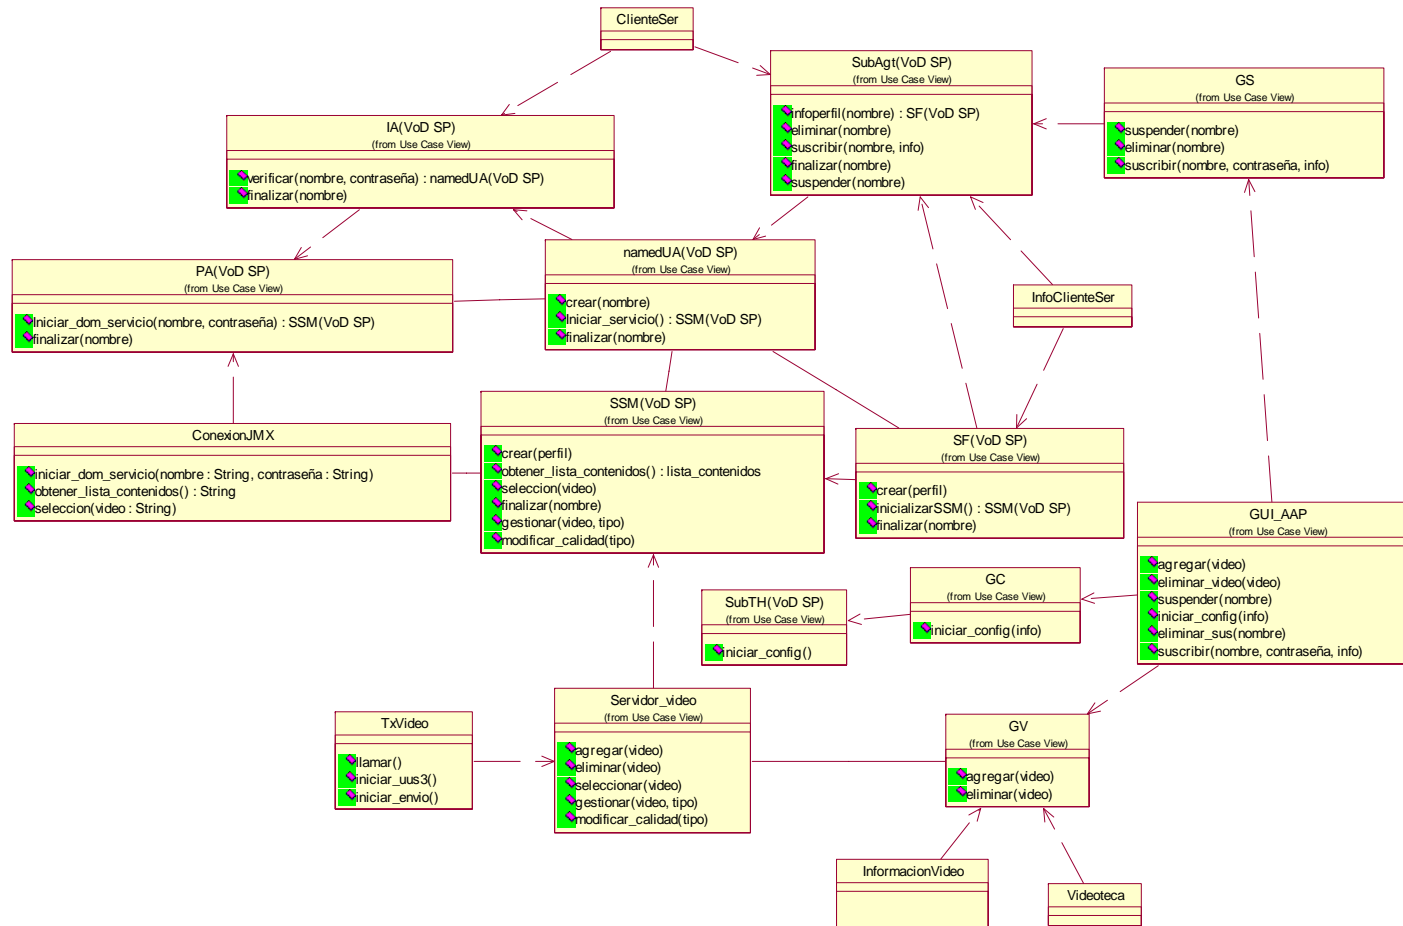 ClienteSer
SubAgt(VoD SP)
(from Use Case View)
infoperfil(nombre) : SF(VoD SP)
eliminar(nombre)
suscribir(nombre, info)
finalizar(nombre)
suspender(nombre)
GS
(from Use Case View)
suspender(nombre)
eliminar(nombre)
suscribir(nombre, contraseña, info)
IA(VoD SP)
(from Use Case View)
verificar(nombre, contraseña) : namedUA(VoD SP)
finalizar(nombre)
namedUA(VoD SP)
(from Use Case View)
crear(nombre)
Iniciar_servicio() : SSM(VoD SP)
finalizar(nombre)
PA(VoD SP)
(from Use Case View)
Iniciar_dom_servicio(nombre, contraseña) : SSM(VoD SP)
finalizar(nombre)
InfoClienteSer
SSM(VoD SP)
(from Use Case View)
crear(perfil)
obtener_lista_contenidos() : lista_contenidos
seleccion(video)
finalizar(nombre)
gestionar(video, tipo)
modificar_calidad(tipo)
ConexionJMX
iniciar_dom_servicio(nombre : String, contraseña : String)
obtener_lista_contenidos() : String
seleccion(video : String)
SF(VoD SP)
(from Use Case View)
crear(perfil)
inicializarSSM() : SSM(VoD SP)
finalizar(nombre)
GUI_AAP
(from Use Case View)
agregar(video)
eliminar_video(video)
suspender(nombre)
iniciar_config(info)
eliminar_sus(nombre)
suscribir(nombre, contraseña, info)
GC
(from Use Case View)
iniciar_config(info)
SubTH(VoD SP)
(from Use Case View)
iniciar_config()
Servidor_video
(from Use Case View)
agregar(video)
eliminar(video)
seleccionar(video)
gestionar(video, tipo)
modificar_calidad(tipo)
TxVideo
llamar()
iniciar_uus3()
iniciar_envio()
GV
(from Use Case View)
agregar(video)
eliminar(video)
InformacionVideo
Videoteca